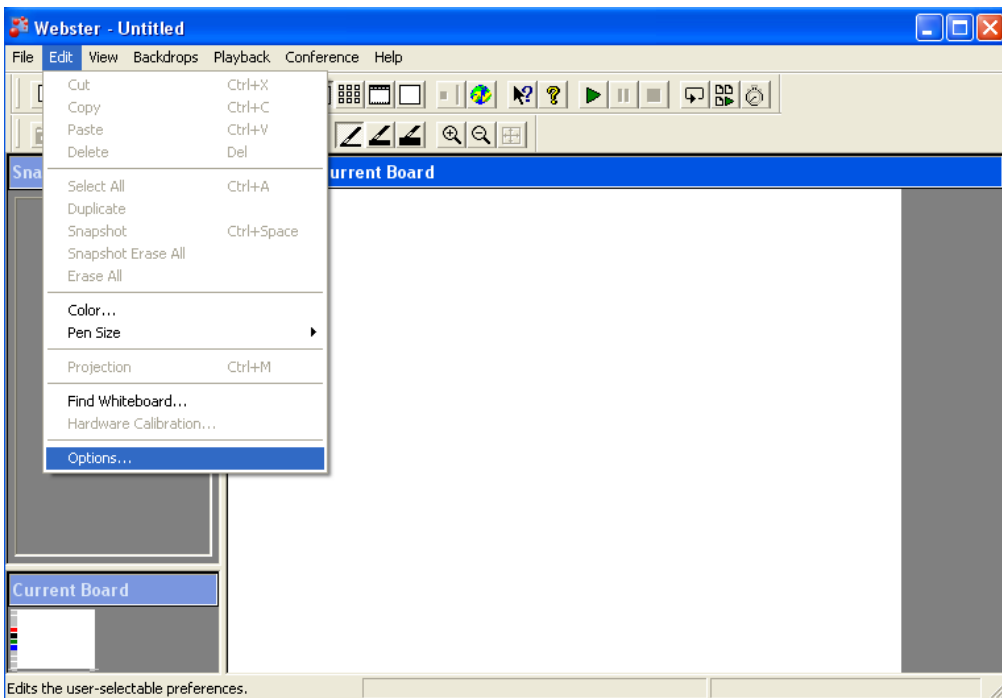 Webster - Untitled
File Edit View Backdrops Playback Conference Help
Cut Ctrl+X
Copy Ctrl+C
Paste Ctrl+V
Delete Del
Select All Ctrl+A
Duplicate
Snapshot Ctrl+Space
Snapshot Erase All
Erase All
Color...
Pen Size
Projection Ctrl+M
Find Whiteboard...
Hardware Calibration...
Options...
Sna
urrent Board
Current Board
Edits the user-selectable preferences.